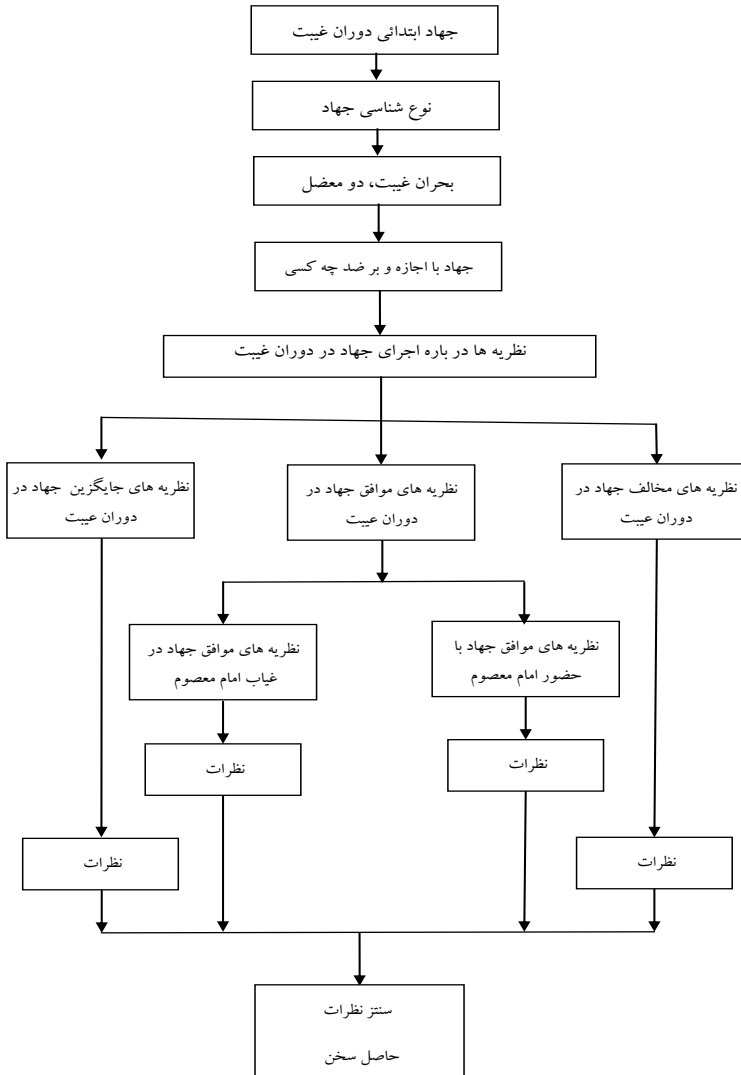 جهاد ابتدائی دوران غیبت
نوع شناسی جهاد
بحران غیبت، دو معضل
جهاد با اجازه و بر ضد چه کسی
نظریه ها در باره اجرای جهاد در دوران غیبت
نظریه های مخالف جهاد در
دوران عیبت
نظریه های موافق جهاد در
دوران عیبت
نظریه های جایگزین جهاد در
دوران عیبت
نظریه های موافق جهاد با
حضور امام معصوم
نظریه های موافق جهاد در
غیاب امام معصوم
نظرات
نظرات
نظرات
نظرات
سنتز نظرات
حاصل سخن